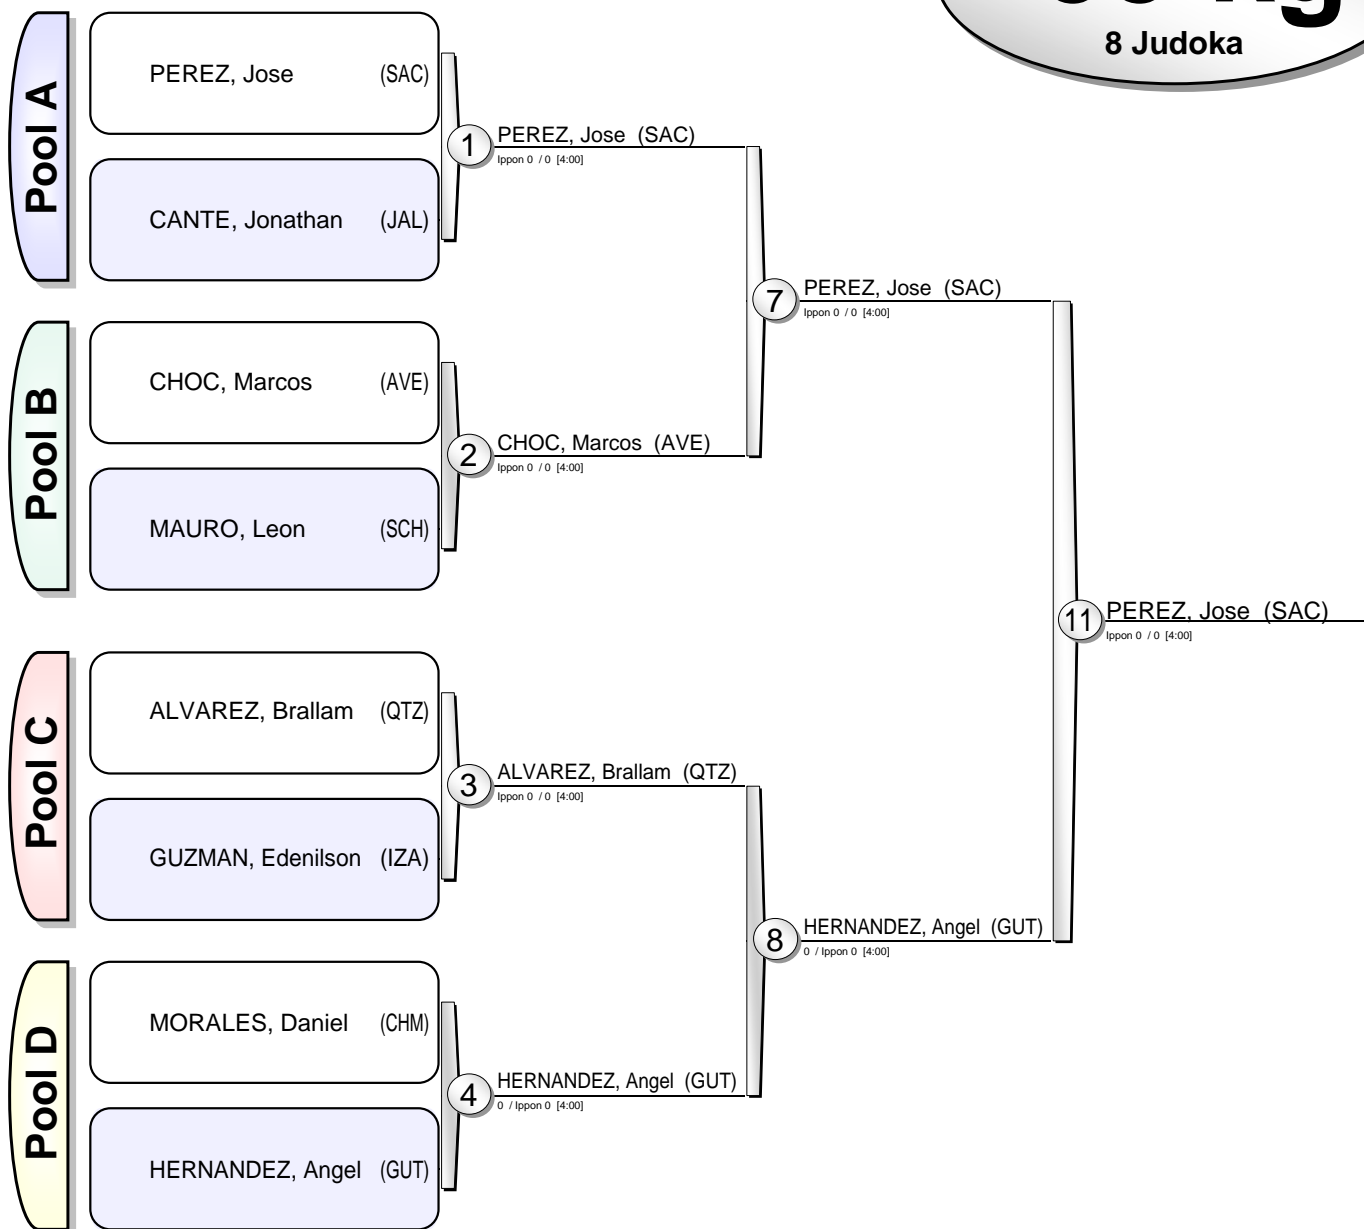 8 Judoka
Pool A
PEREZ, Jose (SAC)
CANTE, Jonathan (JAL)
1
PEREZ, Jose (SAC)
Ippon 0 / 0 [4:00]
Pool B
CHOC, Marcos (AVE)
MAURO, Leon (SCH)
2
CHOC, Marcos (AVE)
Ippon 0 / 0 [4:00]
7
PEREZ, Jose (SAC)
Ippon 0 / 0 [4:00]
Pool C
ALVAREZ, Brallam (QTZ)
GUZMAN, Edenilson (IZA)
3
ALVAREZ, Brallam (QTZ)
Ippon 0 / 0 [4:00]
Pool D
MORALES, Daniel (CHM)
HERNANDEZ, Angel (GUT)
4
HERNANDEZ, Angel (GUT)
0 / Ippon 0 [4:00]
8
HERNANDEZ, Angel (GUT)
0 / Ippon 0 [4:00]
11
PEREZ, Jose (SAC)
Ippon 0 / 0 [4:00]